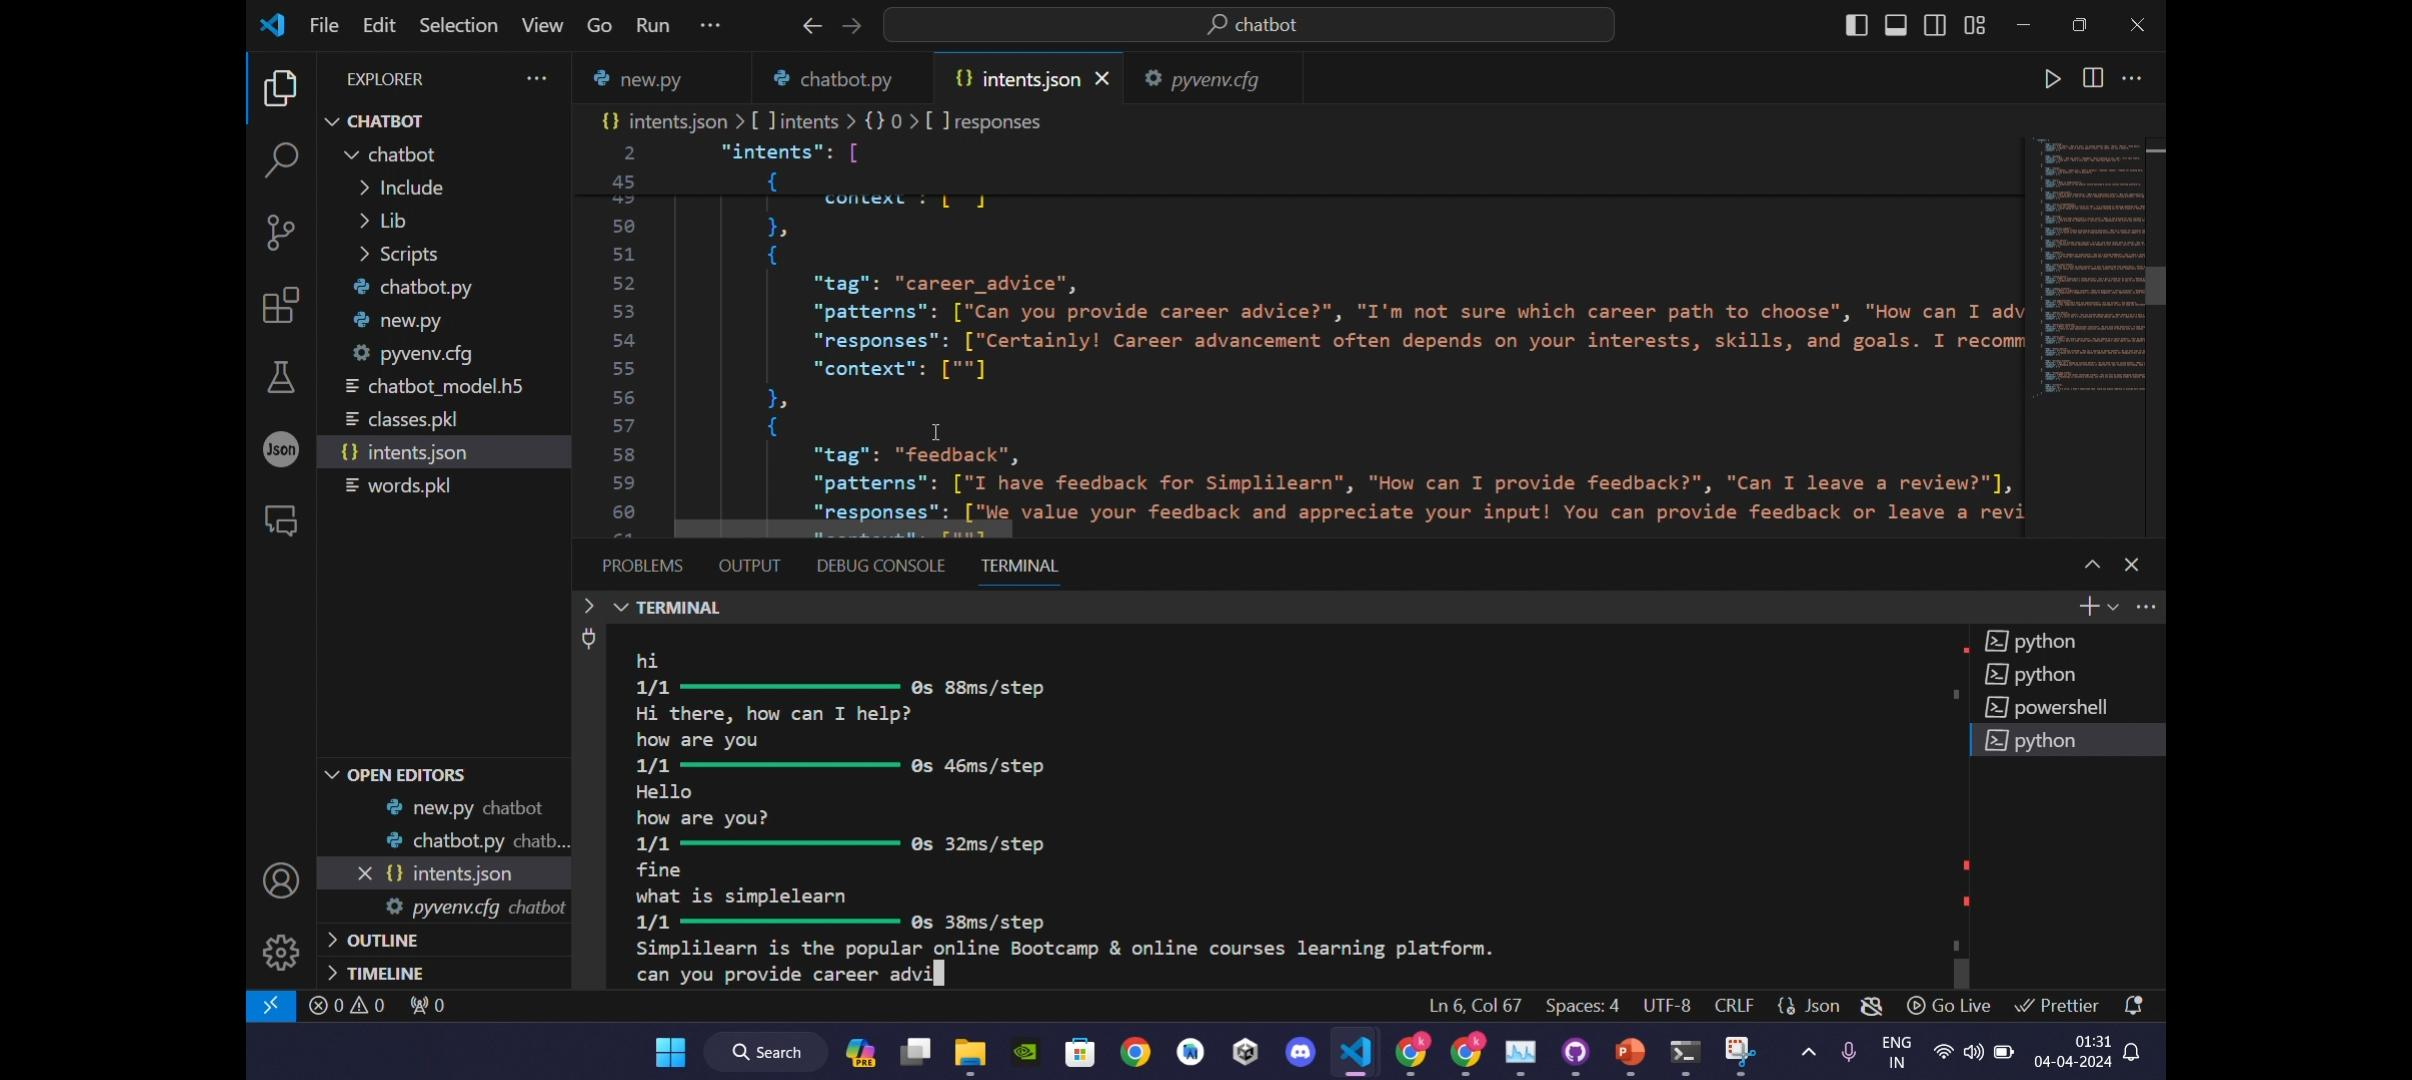 File Edit Selection View Go Run ··· chatbot
EXPLORER ···
new.py chatbot.py {} intents.json pyvenv.cfg
CHATBOT
chatbot
Include
Lib
Scripts
chatbot.py
new.py
pyvenv.cfg
chatbot_model.h5
classes.pkl
{} intents.json
words.pkl
OPEN EDITORS
new.py chatbot
chatbot.py chatb...
{} intents.json
pyvenv.cfg chatbot
OUTLINE
TIMELINE
Json
{} intents.json > [ ] intents > {} 0 > [ ] responses
2 "intents": [
45 {
49 "context": [""]
50 },
51 {
52 "tag": "career_advice",
53 "patterns": ["Can you provide career advice?", "I'm not sure which career path to choose", "How can I adv
54 "responses": ["Certainly! Career advancement often depends on your interests, skills, and goals. I recomm
55 "context": [""]
56 },
57 {
58 "tag": "feedback",
59 "patterns": ["I have feedback for Simplilearn", "How can I provide feedback?", "Can I leave a review?"],
60 "responses": ["We value your feedback and appreciate your input! You can provide feedback or leave a revi
61 "context": [""]
PROBLEMS OUTPUT DEBUG CONSOLE TERMINAL
TERMINAL
hi
1/1 0s 88ms/step
Hi there, how can I help?
how are you
1/1 0s 46ms/step
Hello
how are you?
1/1 0s 32ms/step
fine
what is simplelearn
1/1 0s 38ms/step
Simplilearn is the popular online Bootcamp & online courses learning platform.
can you provide career advi
python
python
powershell
python
0 0 0 Ln 6, Col 67 Spaces: 4 UTF-8 CRLF {} Json Go Live Prettier
Search PRE k k ENG
IN
01:31
04-04-2024